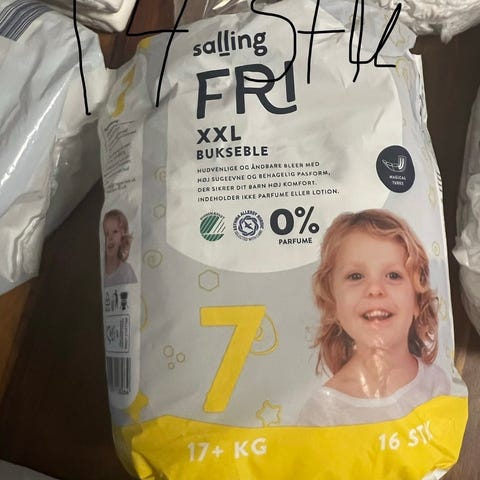 14 Stk
salling
FRI
XXL
BUKSEBLE
HUDVENLIGE OG ÅNDBARE BLEER MED
HØJ SUGEEVNE OG BEHAGELIG PASFORM,
DER SIKRER DIT BARN HØJ KOMFORT.
INDEHOLDER IKKE PARFUME ELLER LOTION.
MAGICAL
TUBES
0%
PARFUME
7
17+ KG
16 STK